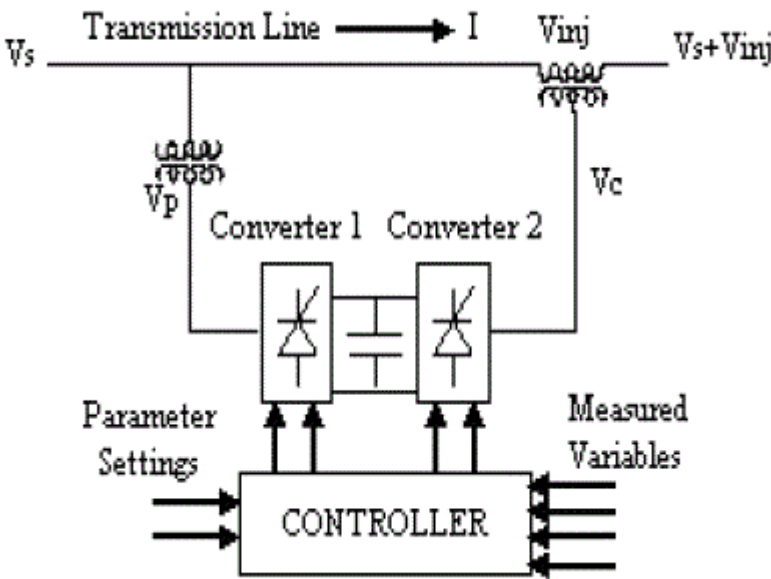 Transmission Line I
Vinj
Vs
Vs+Vinj
Vp
Vc
Converter 1
Converter 2
Parameter
Settings
Measured
Variables
CONTROLLER